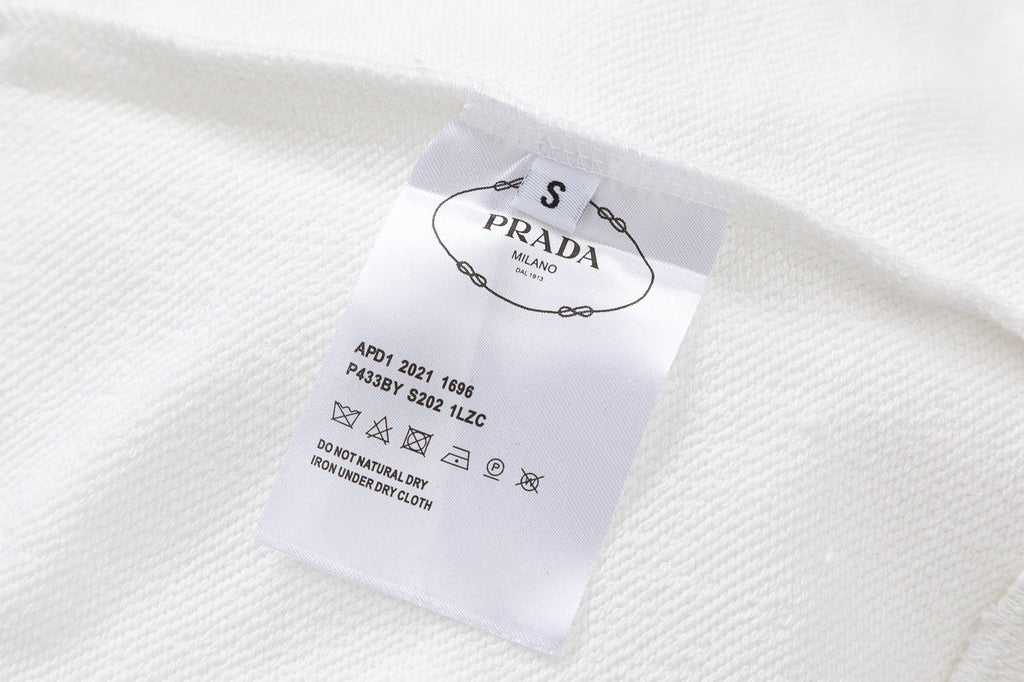 S
PRADA
MILANO
DAL 1913
APD1 2021 1696
P433BY S202 1LZC
P W
DO NOT NATURAL DRY
IRON UNDER DRY CLOTH